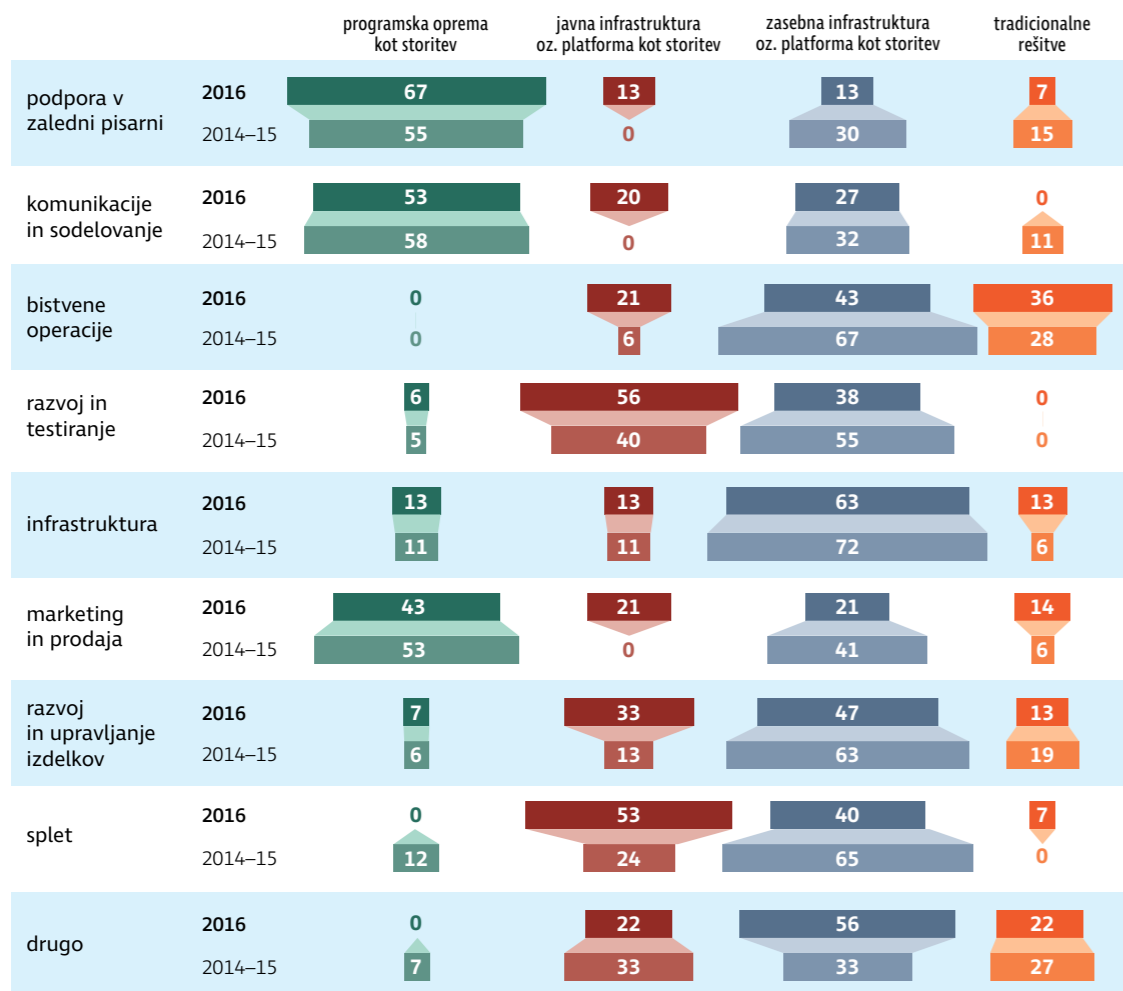 programska oprema
kot storitev
javna infrastruktura
oz. platforma kot storitev
zasebna infrastruktura
oz. platforma kot storitev
tradicionalne
rešitve
podpora v
zaledni pisarni
2016 67 13 13 7
2014–15 55 0 30 15
komunikacije
in sodelovanje
2016 53 20 27 0
2014–15 58 0 32 11
bistvene
operacije
2016 0 21 43 36
2014–15 0 6 67 28
razvoj in
testiranje
2016 6 56 38 0
2014–15 5 40 55 0
infrastruktura
2016 13 13 63 13
2014–15 11 11 72 6
marketing
in prodaja
2016 43 21 21 14
2014–15 53 0 41 6
razvoj
in upravljanje
izdelkov
2016 7 33 47 13
2014–15 6 13 63 19
splet
2016 0 53 40 7
2014–15 12 24 65 0
drugo
2016 0 22 56 22
2014–15 7 33 33 27